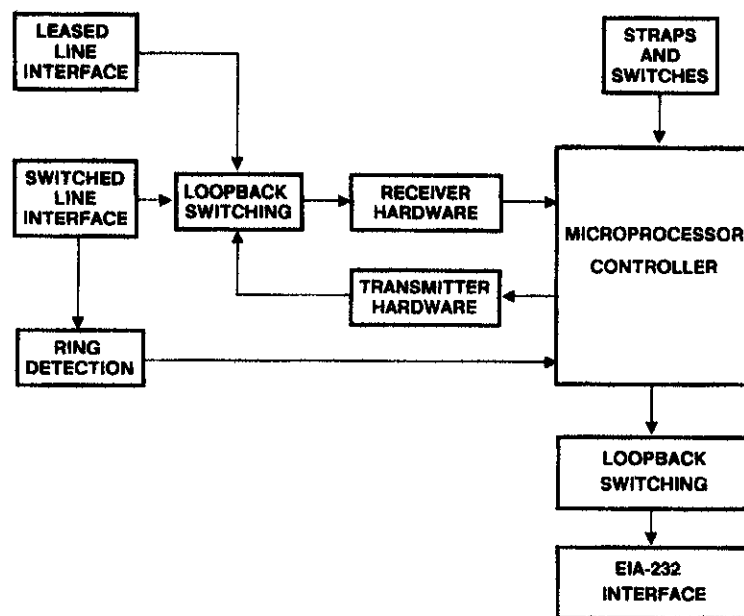 LEASED
LINE
INTERFACE
STRAPS
AND
SWITCHES
SWITCHED
LINE
INTERFACE
LOOPBACK
SWITCHING
RECEIVER
HARDWARE
MICROPROCESSOR
CONTROLLER
TRANSMITTER
HARDWARE
RING
DETECTION
LOOPBACK
SWITCHING
EIA-232
INTERFACE